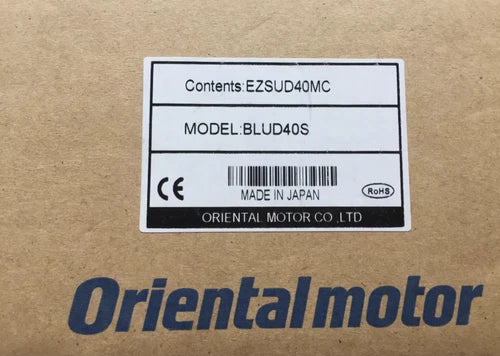 Contents:EZSUD40MC
MODEL:BLUD40S
CE
MADE IN JAPAN
RoHS
ORIENTAL MOTOR CO ,LTD
Orientalmotor